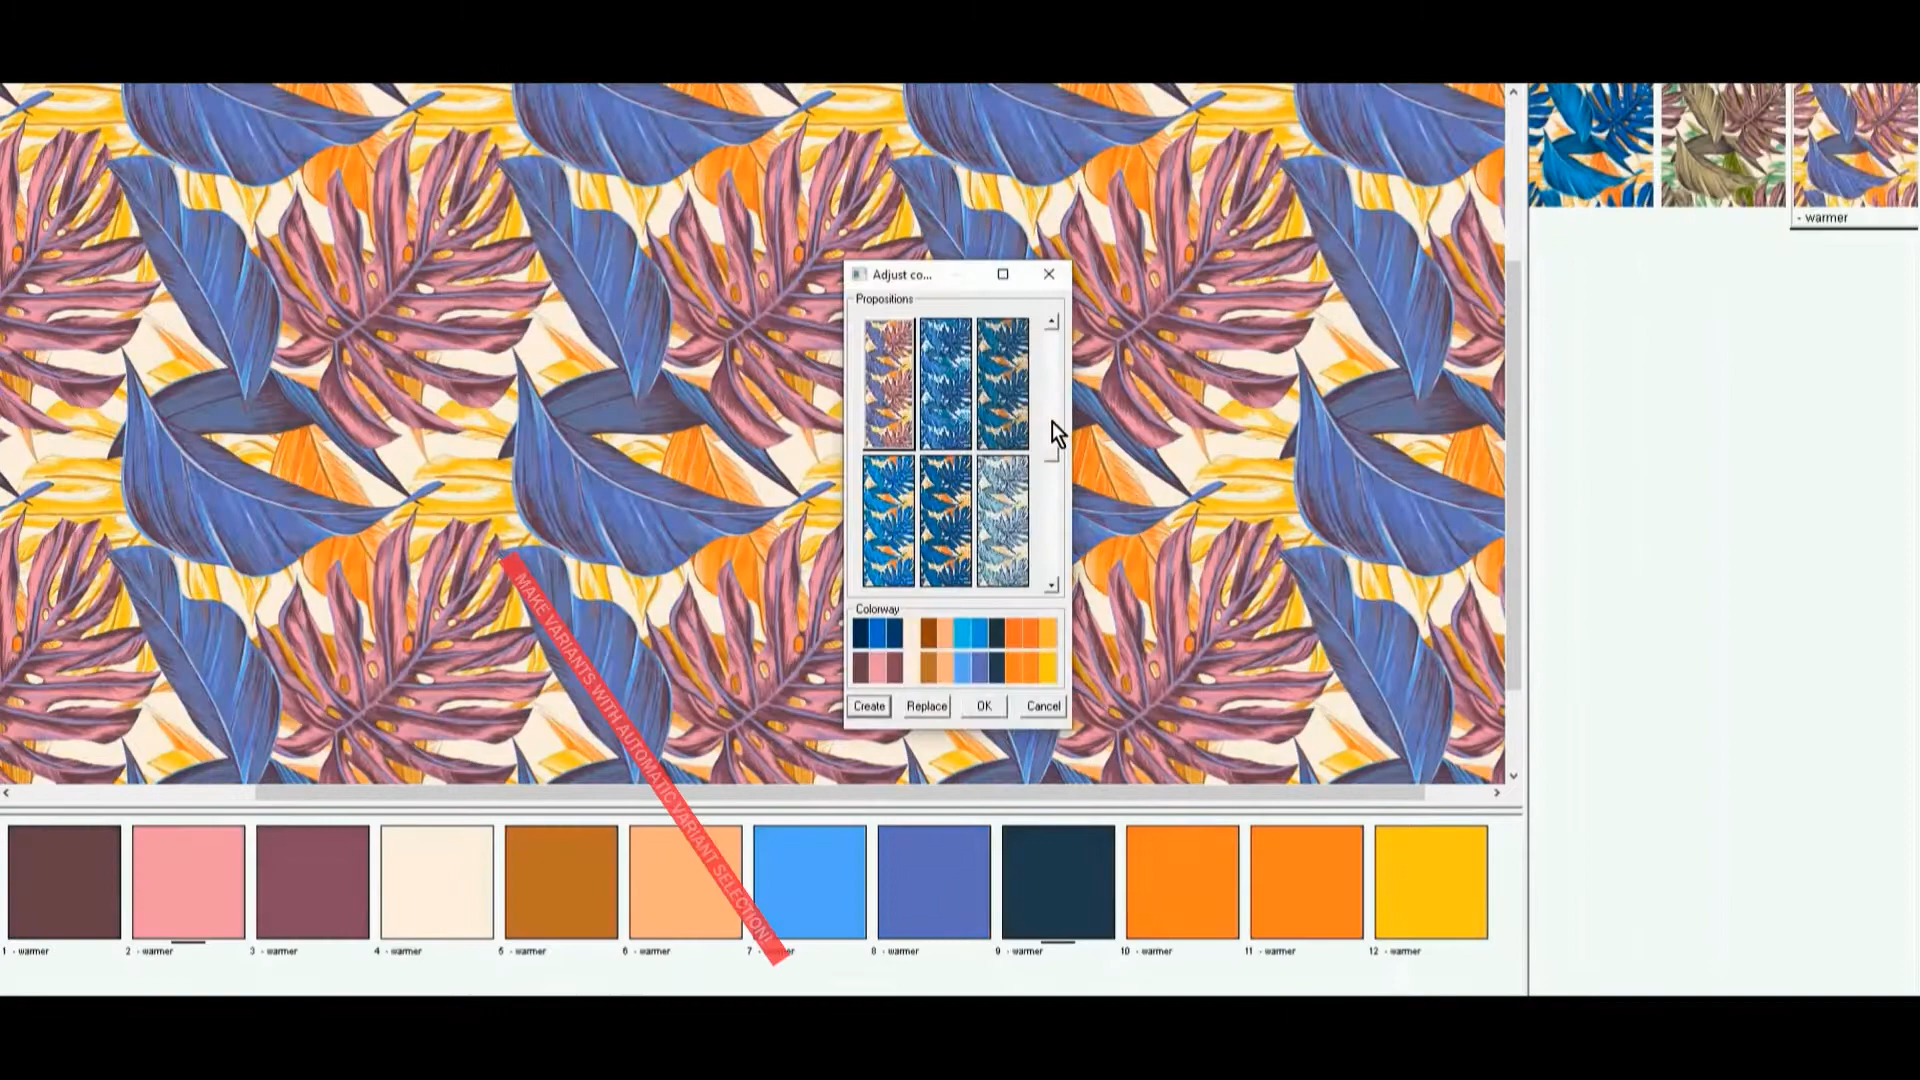 - warmer
Adjust co...
Propositions
Colorway
Create
Replace
OK
Cancel
MAKE VARIANTS WITH AUTOMATIC VARIANT SELECTION!
1 - warmer
2 - warmer
3 - warmer
4 - warmer
5 - warmer
6 - warmer
7 - warmer
8 - warmer
9 - warmer
10 - warmer
11 - warmer
12 - warmer